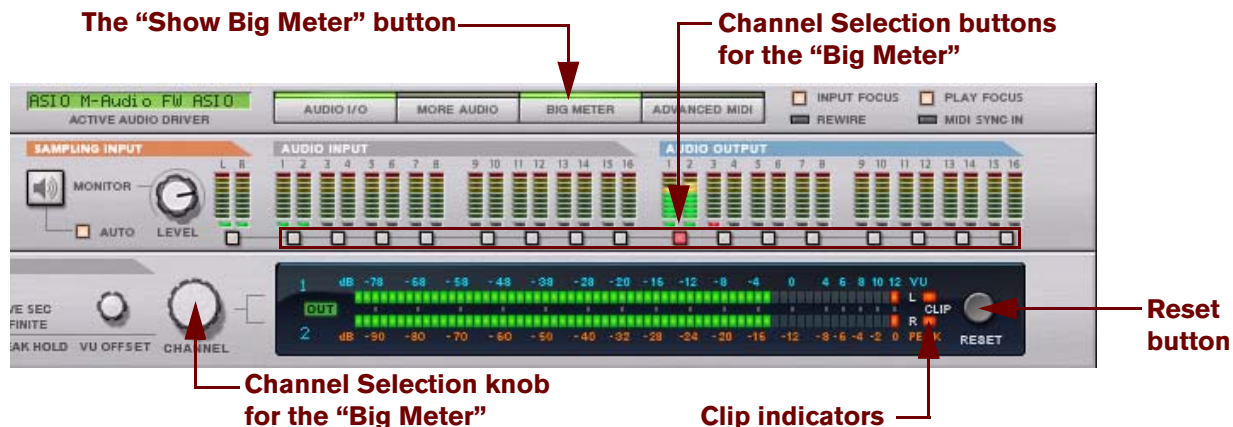 The “Show Big Meter” button
Channel Selection buttons
for the “Big Meter”
ASIO M-Audio FW ASIO
ACTIVE AUDIO DRIVER
AUDIO I/O
MORE AUDIO
BIG METER
ADVANCED MIDI
INPUT FOCUS
PLAY FOCUS
REWIRE
MIDI SYNC IN
SAMPLING INPUT
AUDIO INPUT
AUDIO OUTPUT
L R
1 2 3 4 5 6 7 8 9 10 11 12 13 14 15 16
1 2 3 4 5 6 7 8 9 10 11 12 13 14 15 16
MONITOR
AUTO
LEVEL
1 dB -78 -68 -58 -48 -38 -28 -20 -16 -12 -8 -4 0 4 6 8 10 12 VU
L
OUT
CLIP
R
2 dB -90 -80 -70 -60 -50 -40 -32 -28 -24 -20 -16 -12 -8 -6 -4 -2 0 PEAK
RESET
VE SEC
FINITE
AK HOLD
VU OFFSET
CHANNEL
Reset
button
Channel Selection knob
for the “Big Meter”
Clip indicators